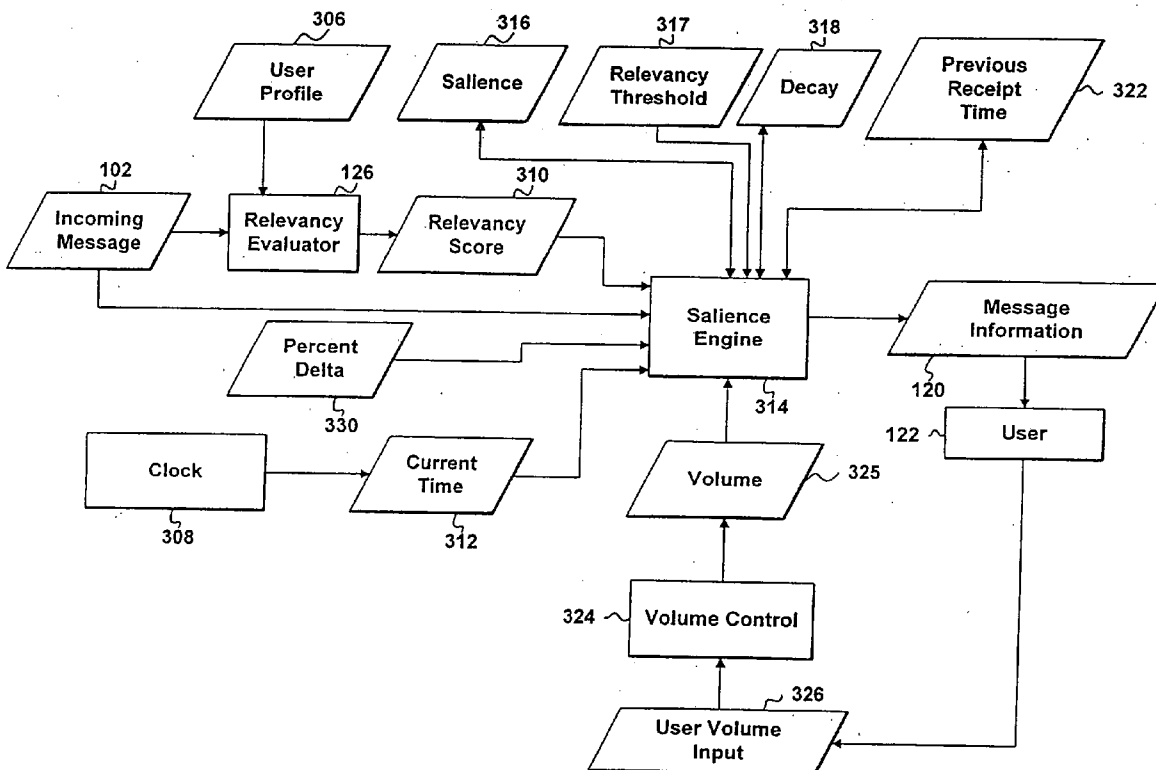 306
316
317
318
User
Profile
Salience
Relevancy
Threshold
Decay
Previous
Receipt
Time
322
102
126
310
Incoming
Message
Relevancy
Evaluator
Relevancy
Score
Salience
Engine
314
Message
Information
120
Percent
Delta
330
122
User
Clock
308
Current
Time
312
Volume
325
324
Volume Control
326
User Volume
Input